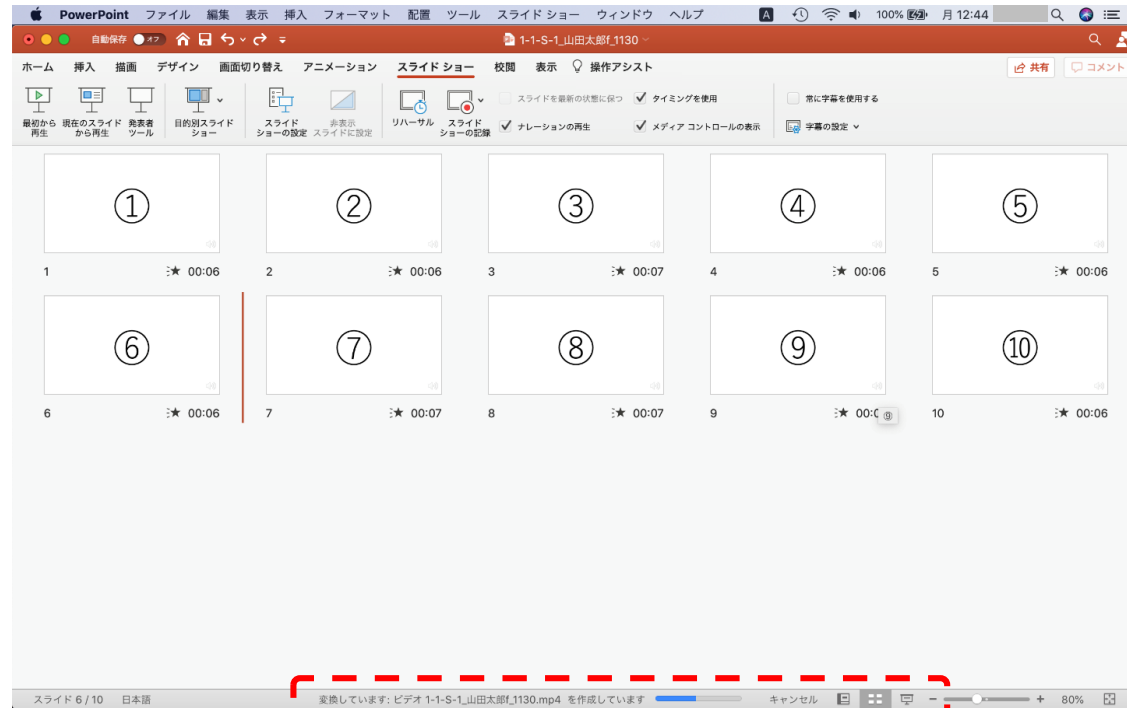 PowerPoint ファイル 編集 表示 挿入 フォーマット 配置 ツール スライド ショー ウィンドウ ヘルプ A 100% 月 12:44
自動保存 オフ 1-1-S-1_山田太郎f_1130
ホーム 挿入 描画 デザイン 画面切り替え アニメーション スライド ショー 校閲 表示 操作アシスト 共有 コメント
最初から
再生
現在のスライド
から再生
発表者
ツール
目的別スライド
ショー
スライド
ショーの設定
非表示
スライドに設定
リハーサル
スライド
ショーの記録
スライドを最新の状態に保つ
ナレーションの再生
タイミングを使用
メディア コントロールの表示
常に字幕を使用する
字幕の設定
① ② ③ ④ ⑤
1 00:06 2 00:06 3 00:07 4 00:06 5 00:06
⑥ ⑦ ⑧ ⑨ ⑩
6 00:06 7 00:07 8 00:07 9 00:0 ⑨ 10 00:06
スライド 6 / 10 日本語 変換しています: ビデオ 1-1-S-1_山田太郎f_1130.mp4 を作成しています キャンセル − + 80%